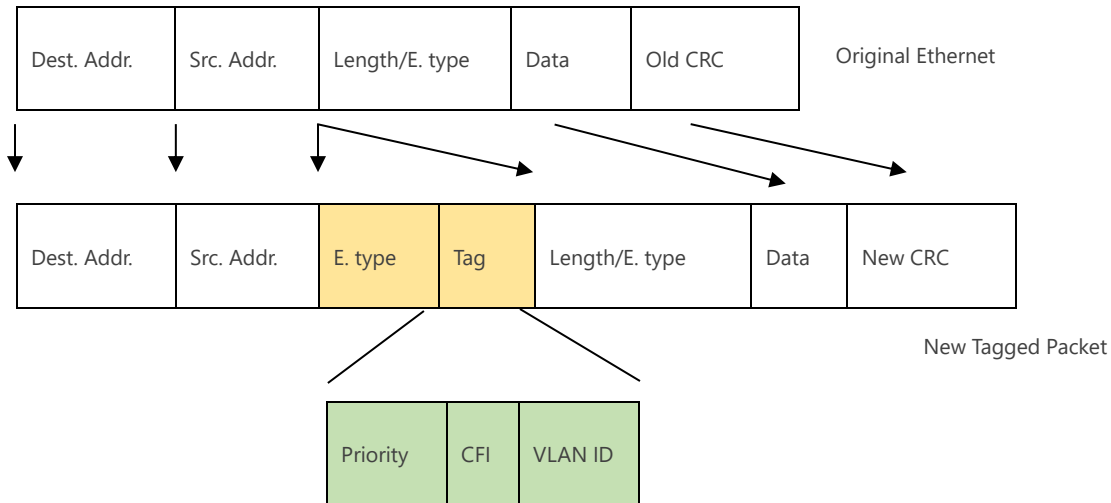 Dest. Addr. Src. Addr. Length/E. type Data Old CRC Original Ethernet
Dest. Addr. Src. Addr. E. type Tag Length/E. type Data New CRC
New Tagged Packet
Priority CFI VLAN ID